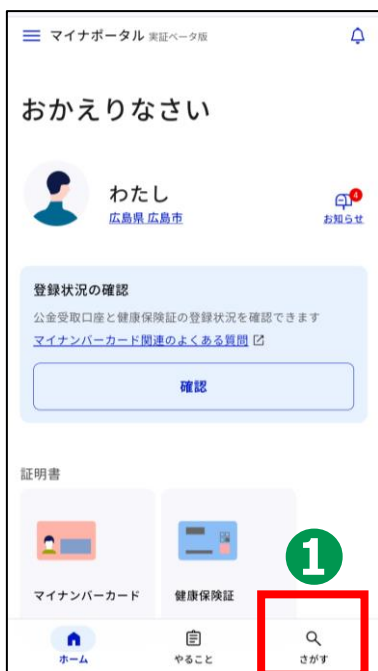 マイナポータル 実証ベータ版
おかえりなさい
わたし
広島県 広島市
4
お知らせ
登録状況の確認
公金受取口座と健康保険証の登録状況を確認できます
マイナンバーカード関連のよくある質問
確認
証明書
マイナンバーカード
健康保険証
1
ホーム
やること
さがす